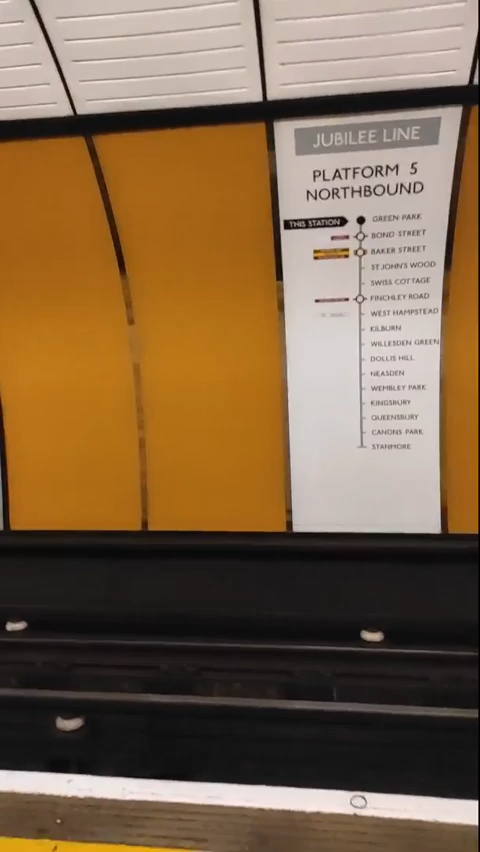 JUBILEE LINE
PLATFORM 5
NORTHBOUND
THIS STATION
GREEN PARK
BOND STREET
BAKER STREET
ST JOHN'S WOOD
SWISS COTTAGE
FINCHLEY ROAD
WEST HAMPSTEAD
KILBURN
WILLESDEN GREEN
DOLLIS HILL
NEASDEN
WEMBLEY PARK
KINGSBURY
QUEENSBURY
CANONS PARK
STANMORE